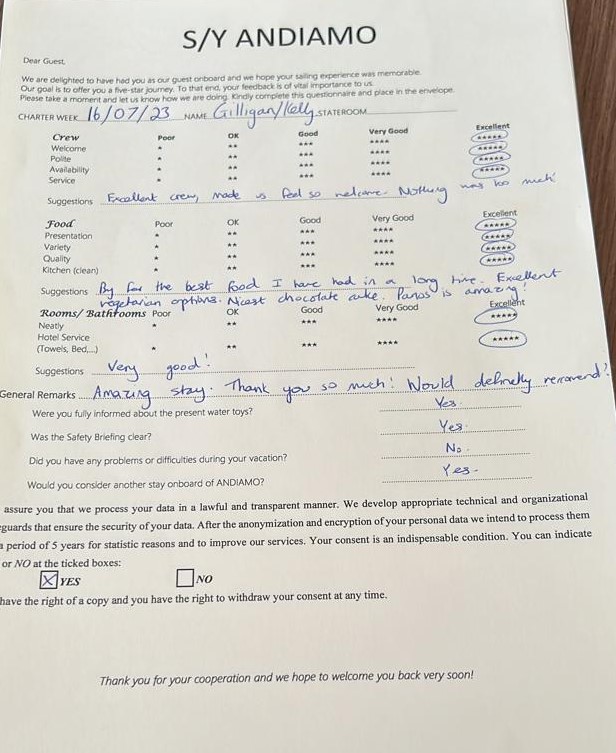 S/Y ANDIAMO
Dear Guest,
We are delighted to have had you as our guest onboard and we hope your sailing experience was memorable.
Our goal is to offer you a five-star journey. To that end, your feedback is of vital importance to us.
Please take a moment and let us know how we are doing. Kindly complete this questionnaire and place in the envelope.
CHARTER WEEK 16/07/23 NAME Gilligan/Kelly STATEROOM
Crew Poor OK Good Very Good Excellent
Welcome * ** *** **** *****
Polite * ** *** **** *****
Availability * ** *** **** *****
Service * ** *** **** *****
Suggestions Excellent crew, made us feel so welcome. Nothing was too much!
Food Poor OK Good Very Good Excellent
Presentation * ** *** **** *****
Variety * ** *** **** *****
Quality * ** *** **** *****
Kitchen (clean) * ** *** **** *****
Suggestions By far the best food I have had in a long time. Excellent
vegetarian options. Nicest chocolate cake. Panos is amazing!
Rooms/ Bathrooms Poor OK Good Very Good Excellent
Neatly * ** *** **** *****
Hotel Service
(Towels, Bed,...) * ** *** **** *****
Suggestions Very good!
General Remarks Amazing stay. Thank you so much! Would definetly recommend!
Were you fully informed about the present water toys? Yes.
Was the Safety Briefing clear? Yes.
Did you have any problems or difficulties during your vacation? No.
Would you consider another stay onboard of ANDIAMO? Yes-
assure you that we process your data in a lawful and transparent manner. We develop appropriate technical and organizational
guards that ensure the security of your data. After the anonymization and encryption of your personal data we intend to process them
a period of 5 years for statistic reasons and to improve our services. Your consent is an indispensable condition. You can indicate
or NO at the ticked boxes:
X YES NO
have the right of a copy and you have the right to withdraw your consent at any time.
Thank you for your cooperation and we hope to welcome you back very soon!